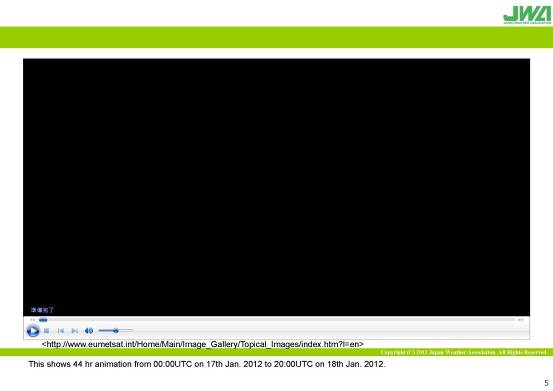 JWA
準備完了
<http://www.eumetsat.int/Home/Main/Image_Gallery/Topical_Images/index.htm?l=en>
Copyright (C) 2012 Japan Weather Association All Rights Reserved.
This shows 44 hr animation from 00:00UTC on 17th Jan. 2012 to 20:00UTC on 18th Jan. 2012.
5